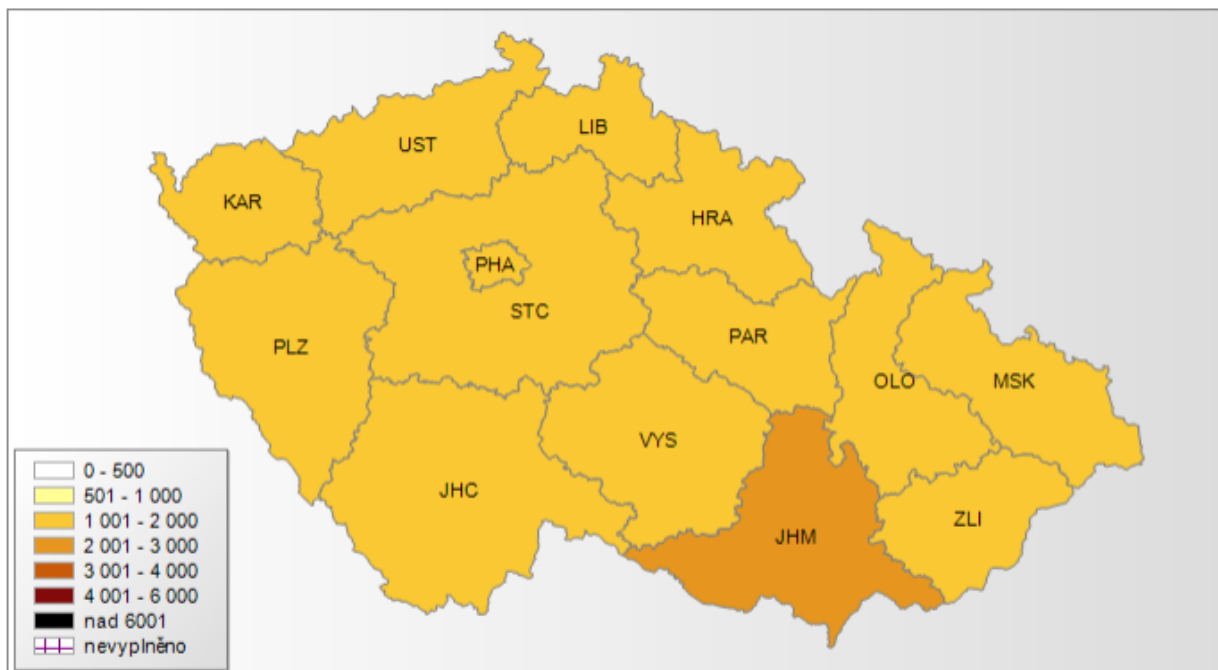 LIB
UST
KAR
HRA
PHA
STC
PAR
PLZ
OLO
MSK
VYS
JHC
ZLI
JHM
0 - 500
501 - 1 000
1 001 - 2 000
2 001 - 3 000
3 001 - 4 000
4 001 - 6 000
nad 6001
nevyplněno